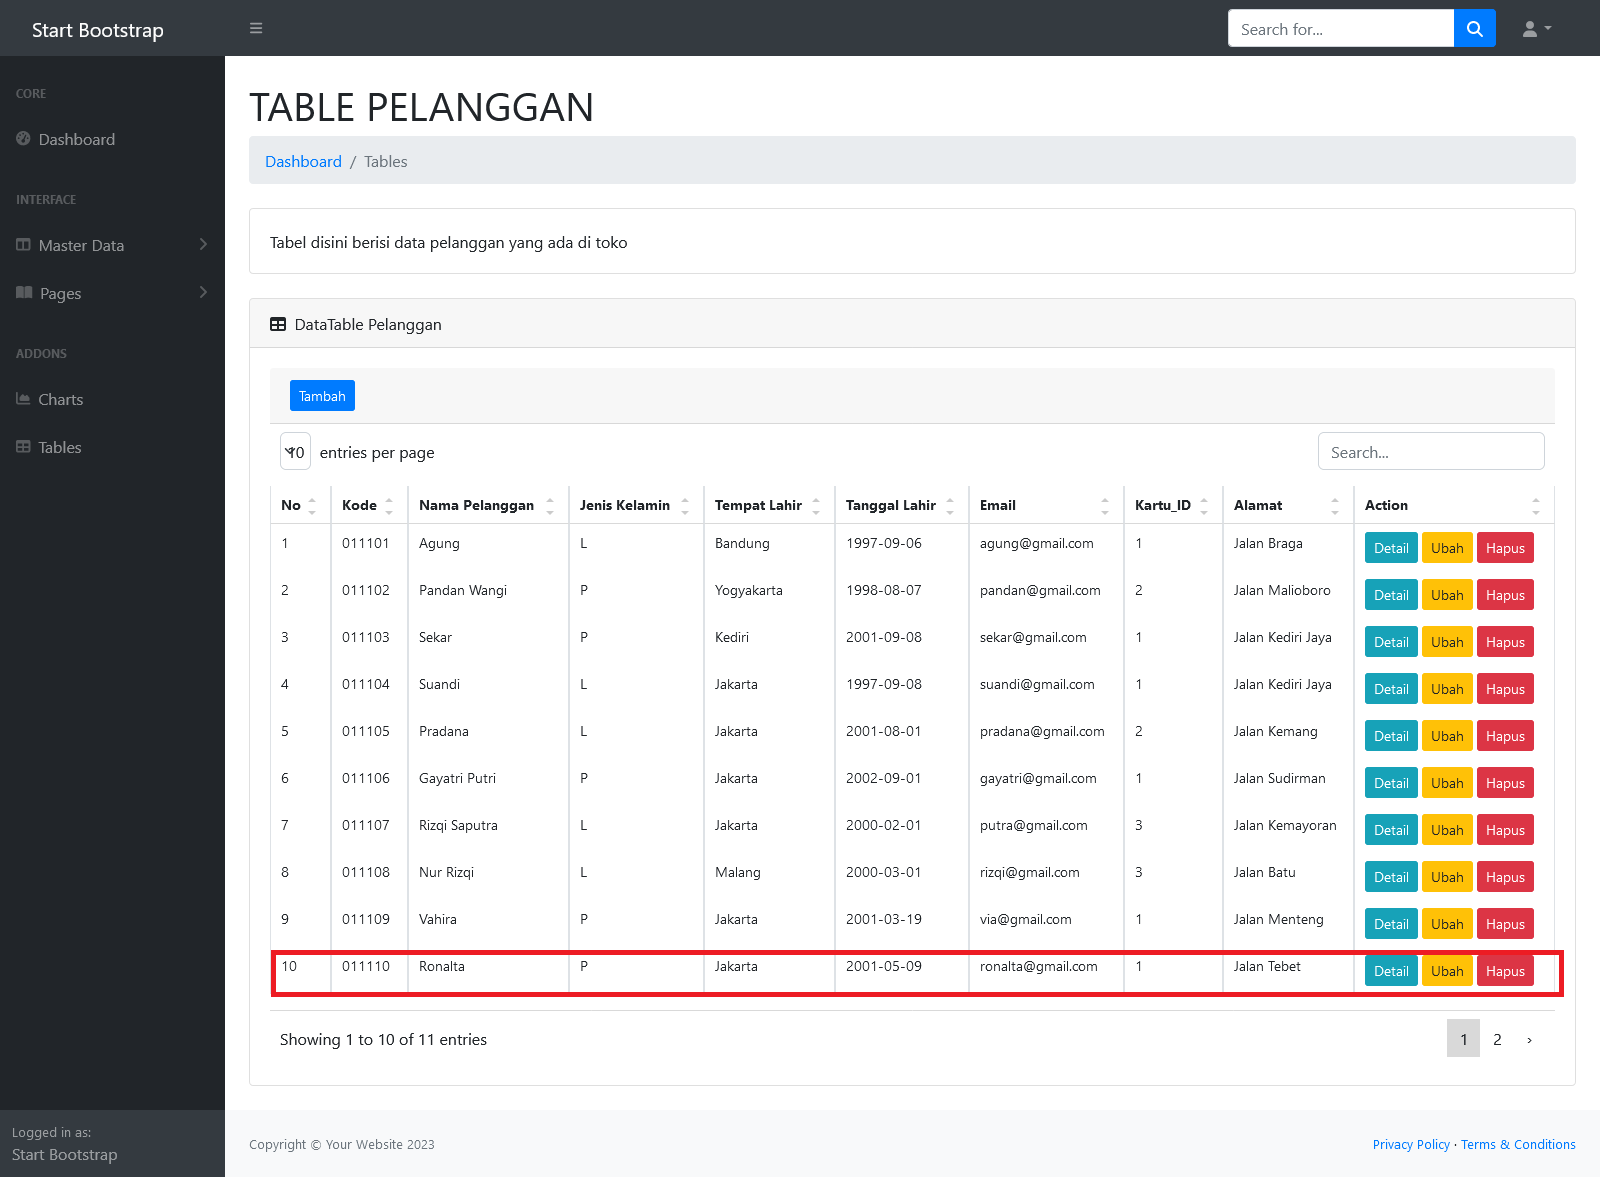 Start Bootstrap
Search for...
CORE
Dashboard
INTERFACE
Master Data
Pages
ADDONS
Charts
Tables
Logged in as:
Start Bootstrap
TABLE PELANGGAN
Dashboard / Tables
Tabel disini berisi data pelanggan yang ada di toko
DataTable Pelanggan
Tambah
10 entries per page
Search...
No Kode Nama Pelanggan Jenis Kelamin Tempat Lahir Tanggal Lahir Email Kartu_ID Alamat Action
1 011101 Agung L Bandung 1997-09-06 agung@gmail.com 1 Jalan Braga Detail Ubah Hapus
2 011102 Pandan Wangi P Yogyakarta 1998-08-07 pandan@gmail.com 2 Jalan Malioboro Detail Ubah Hapus
3 011103 Sekar P Kediri 2001-09-08 sekar@gmail.com 1 Jalan Kediri Jaya Detail Ubah Hapus
4 011104 Suandi L Jakarta 1997-09-08 suandi@gmail.com 1 Jalan Kediri Jaya Detail Ubah Hapus
5 011105 Pradana L Jakarta 2001-08-01 pradana@gmail.com 2 Jalan Kemang Detail Ubah Hapus
6 011106 Gayatri Putri P Jakarta 2002-09-01 gayatri@gmail.com 1 Jalan Sudirman Detail Ubah Hapus
7 011107 Rizqi Saputra L Jakarta 2000-02-01 putra@gmail.com 3 Jalan Kemayoran Detail Ubah Hapus
8 011108 Nur Rizqi L Malang 2000-03-01 rizqi@gmail.com 3 Jalan Batu Detail Ubah Hapus
9 011109 Vahira P Jakarta 2001-03-19 via@gmail.com 1 Jalan Menteng Detail Ubah Hapus
10 011110 Ronalta P Jakarta 2001-05-09 ronalta@gmail.com 1 Jalan Tebet Detail Ubah Hapus
Showing 1 to 10 of 11 entries
1 2 ›
Copyright © Your Website 2023
Privacy Policy · Terms & Conditions